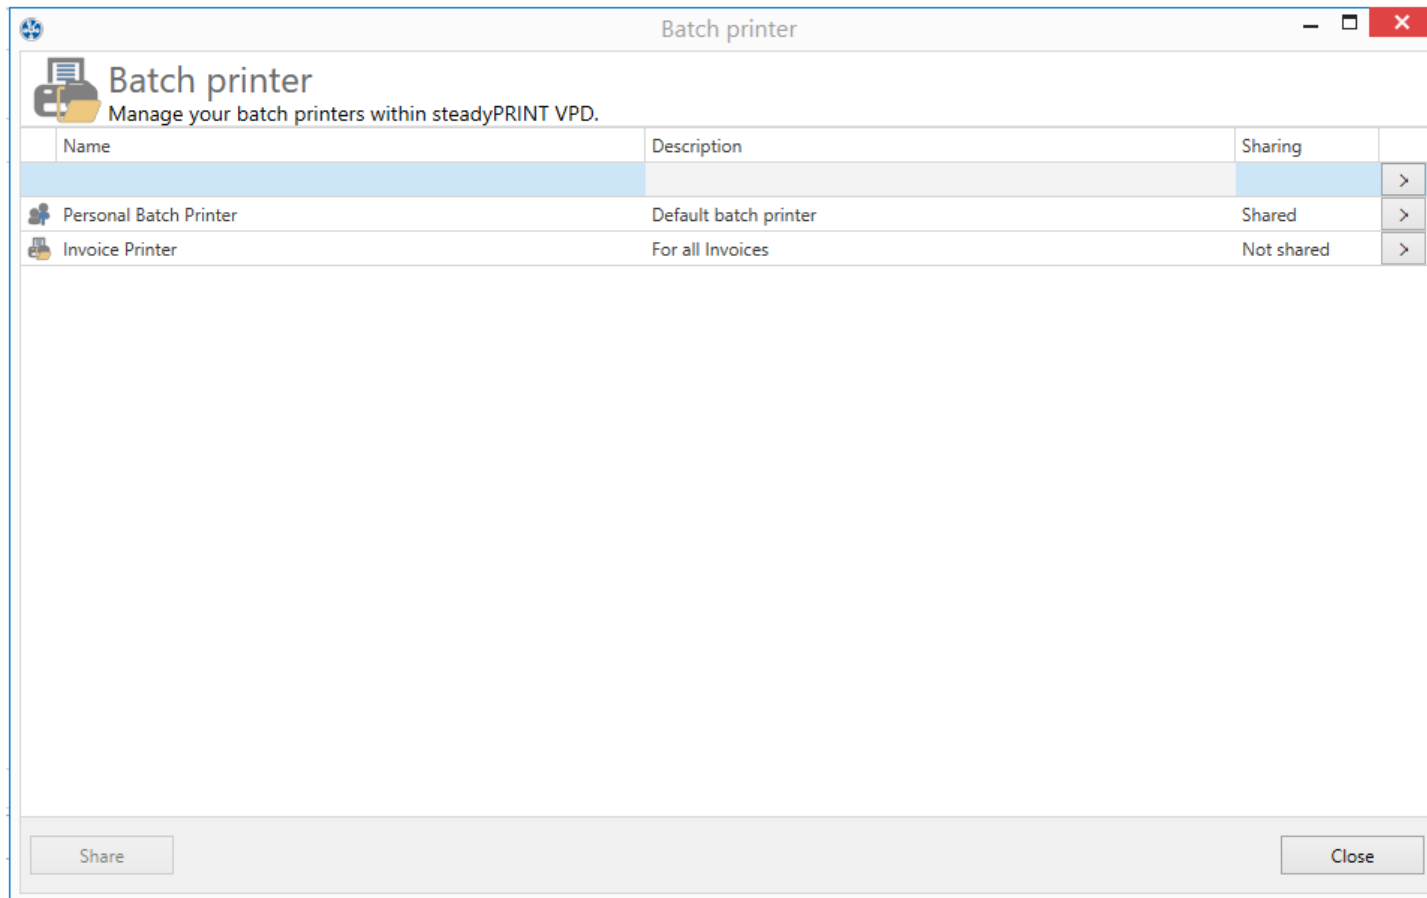 Batch printer
Batch printer
Manage your batch printers within steadyPRINT VPD.
Name Description Sharing
>
Personal Batch Printer Default batch printer Shared >
Invoice Printer For all Invoices Not shared >
Share Close